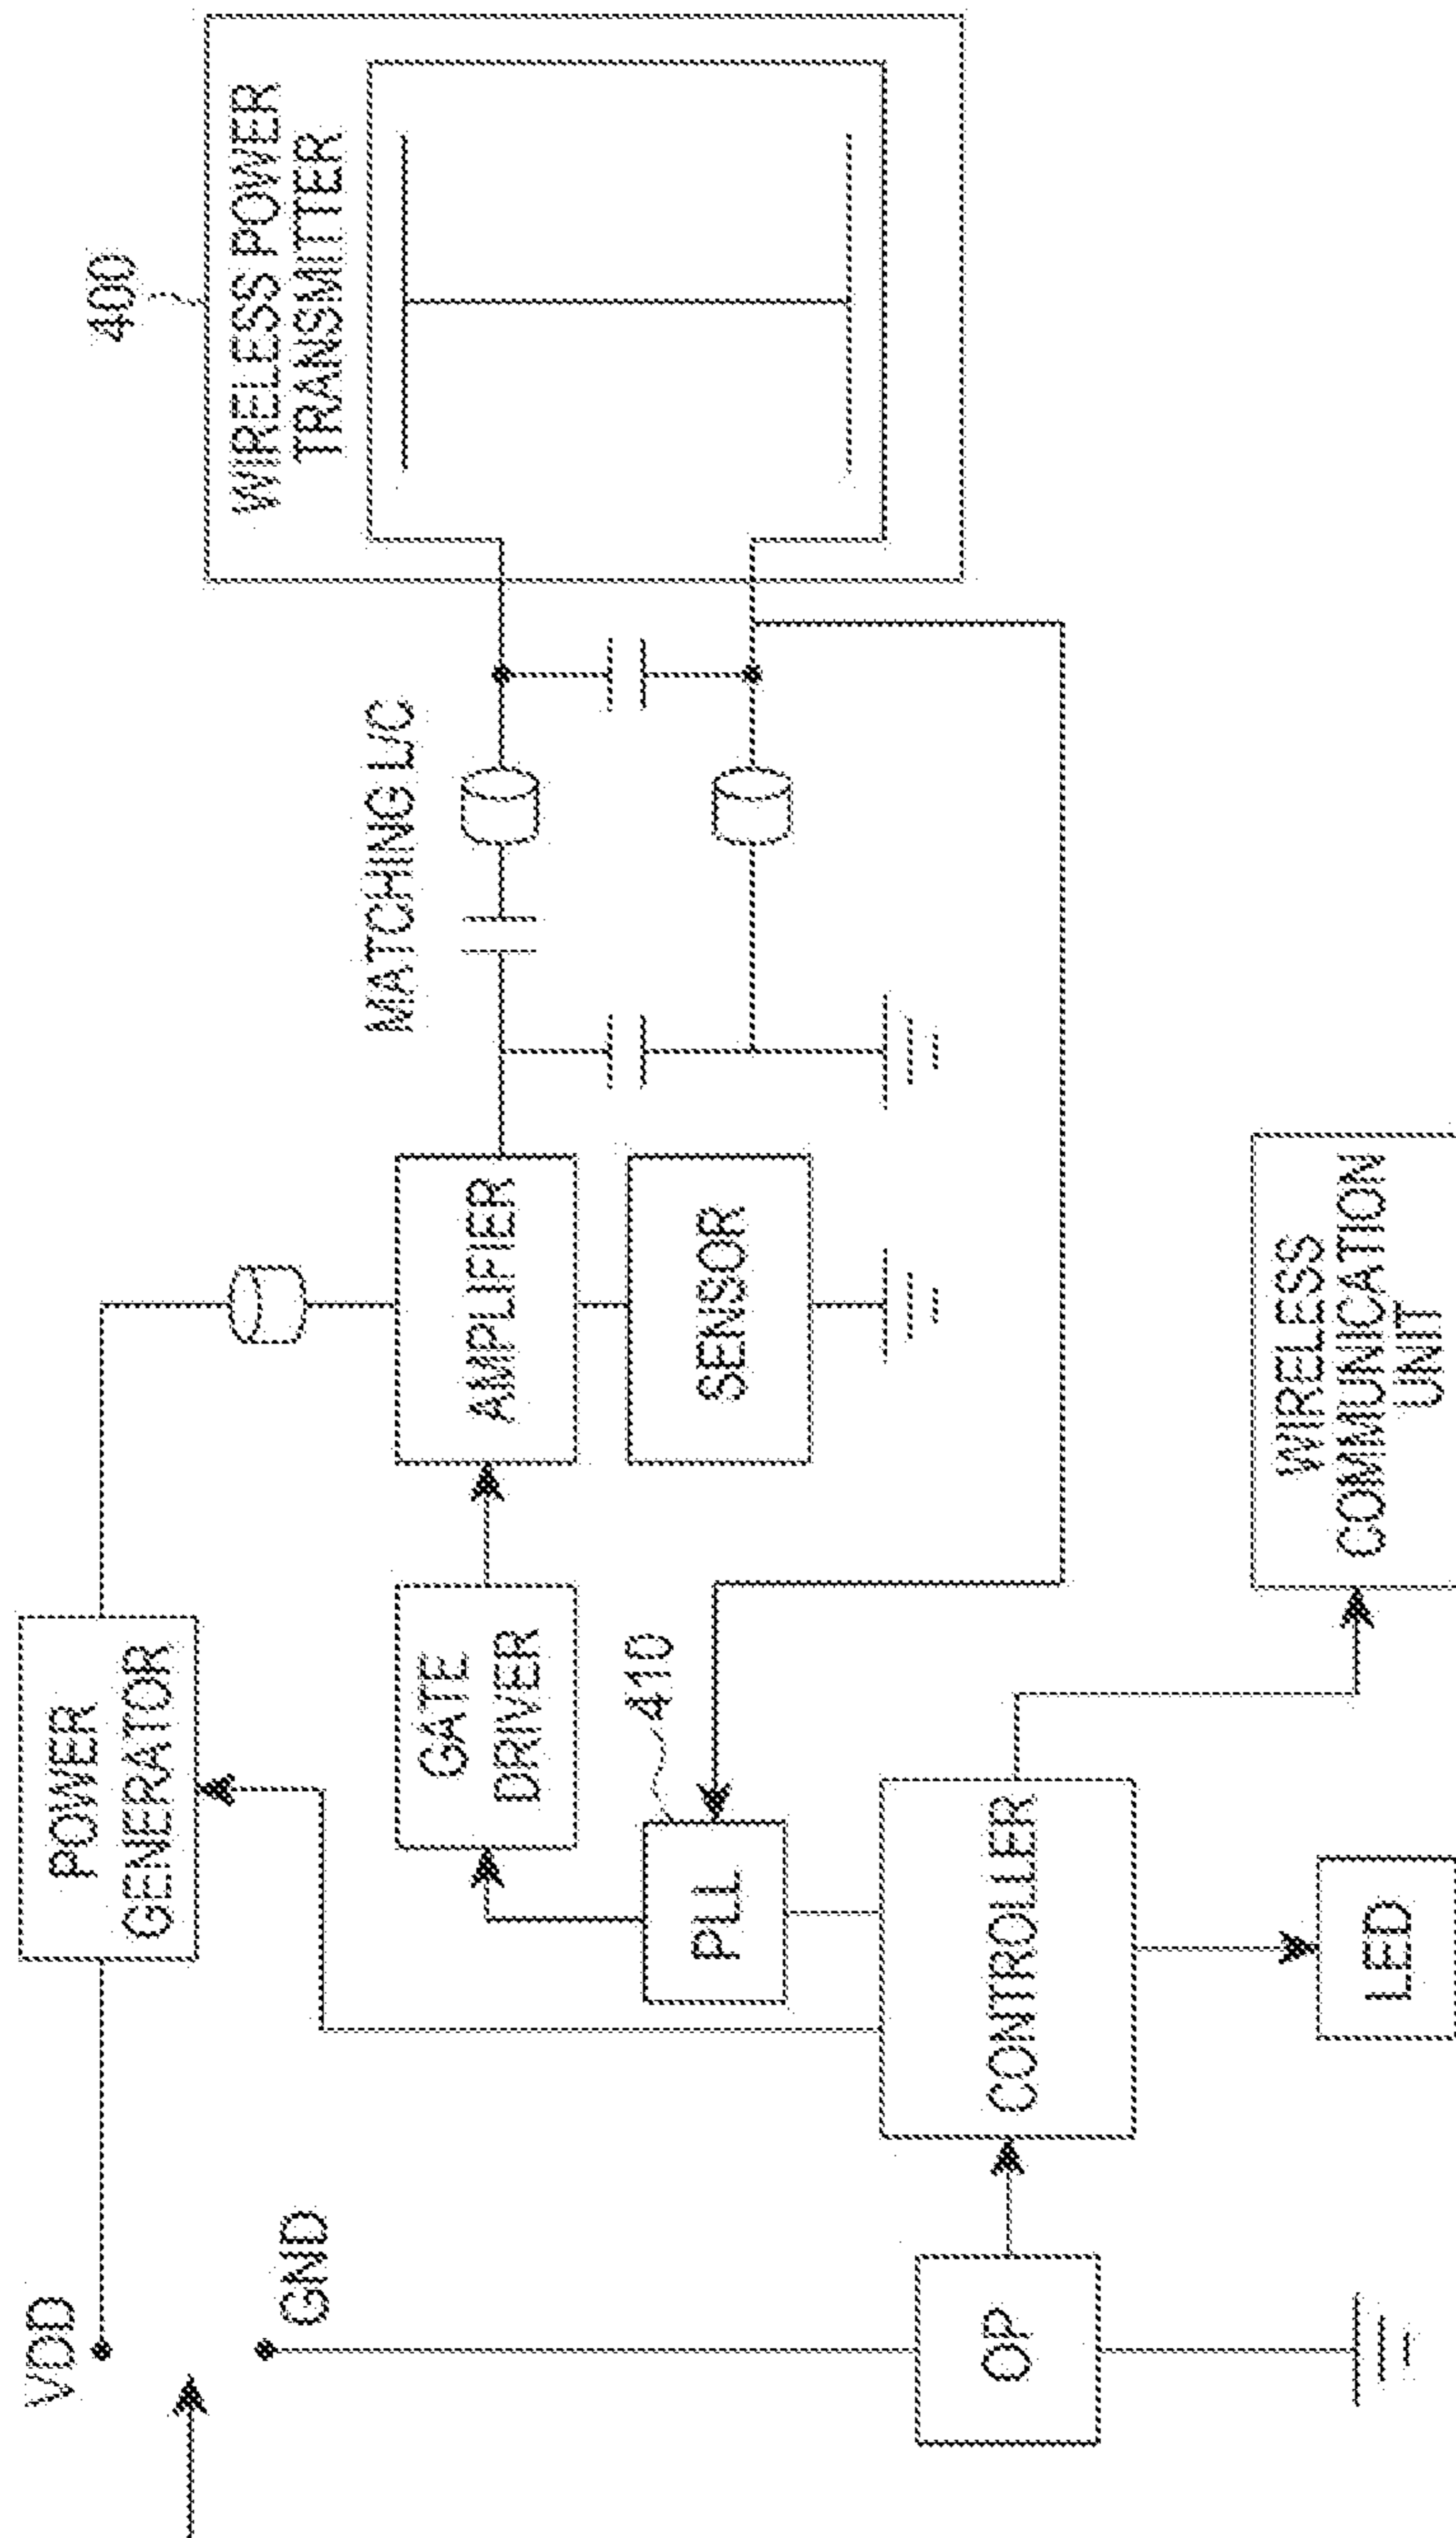 VDD
GND
POWER
GENERATOR
GATE
DRIVER
AMPLIFIER
SENSOR
MATCHING L/C
400
WIRELESS POWER
TRANSMITTER
410
PLL
OP
CONTROLLER
LED
WIRELESS
COMMUNICATION
UNIT